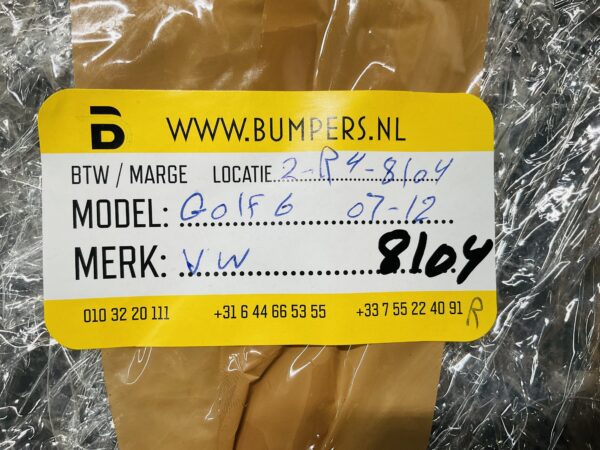 B WWW.BUMPERS.NL
BTW / MARGE LOCATIE 2-R4-8104
MODEL: Golf 6 07-12
MERK: VW 8104
010 32 20 111 +31 6 44 66 53 55 +33 7 55 22 40 91 R